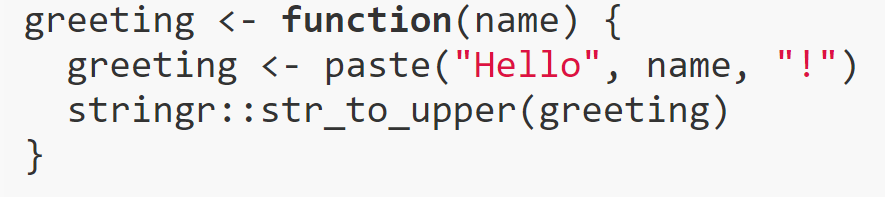 greeting <- function(name) {
  greeting <- paste("Hello", name, "!")
  stringr::str_to_upper(greeting)
}